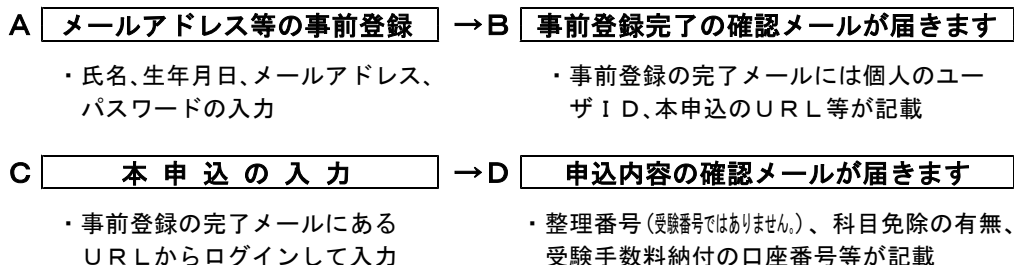 A メールアドレス等の事前登録 →B 事前登録完了の確認メールが届きます
・氏名、生年月日、メールアドレス、 ・事前登録の完了メールには個人のユー
パスワードの入力 ザID、本申込のURL等が記載
C 本申込の入力 →D 申込内容の確認メールが届きます
・事前登録の完了メールにある ・整理番号(受験番号ではありません。)、科目免除の有無、
URLからログインして入力 受験手数料納付の口座番号等が記載